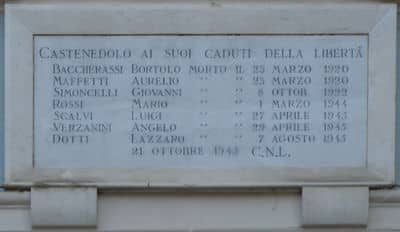 CASTENEDOLO AI SUOI CADUTI DELLA LIBERTÀ
BACCHERASSI BORTOLO MORTO IL 25 MARZO 1920
MAFFETTI AURELIO " " 25 MARZO 1920
SIMONCELLI GIOVANNI " " 8 OTTOB. 1922
ROSSI MARIO " " 1 MARZO 1944
SCALVI LUIGI " " 27 APRILE 1945
VERZANINI ANGELO " " 29 APRILE 1945
DOTTI LAZZARO " " 7 AGOSTO 1945
21 OTTOBRE 1945 C.N.L.